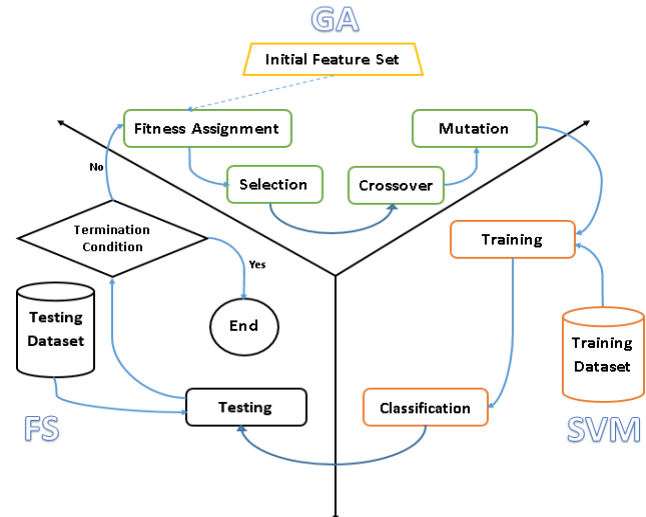 GA
Initial Feature Set
Fitness Assignment
Mutation
No
Selection
Crossover
Termination
Condition
Training
Yes
Testing
Dataset
End
Training
Dataset
Testing
Classification
FS
SVM